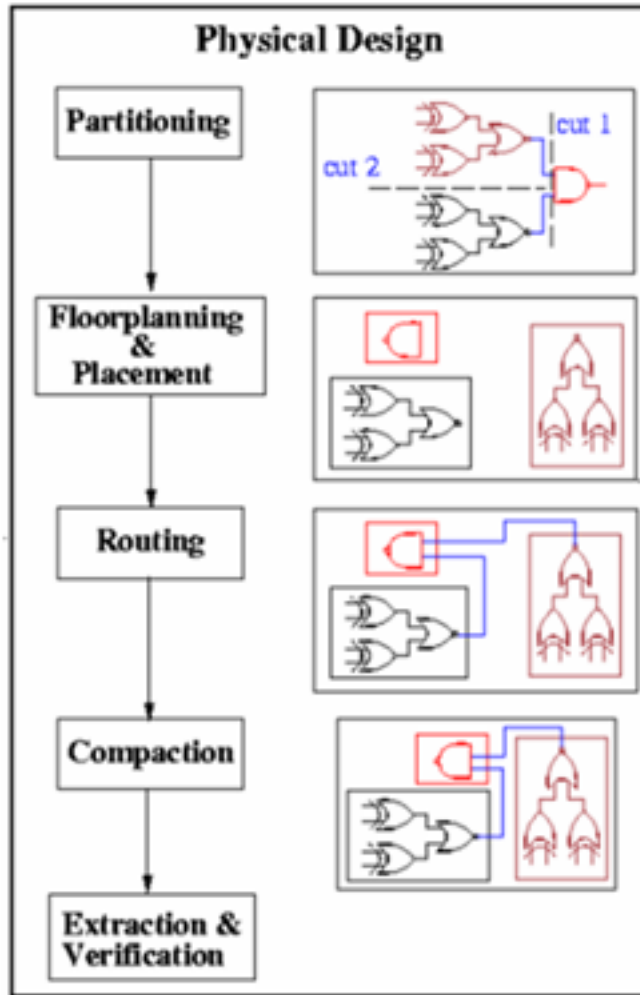 Physical Design
Partitioning
cut 1
cut 2
Floorplanning
&
Placement
Routing
Compaction
Extraction &
Verification